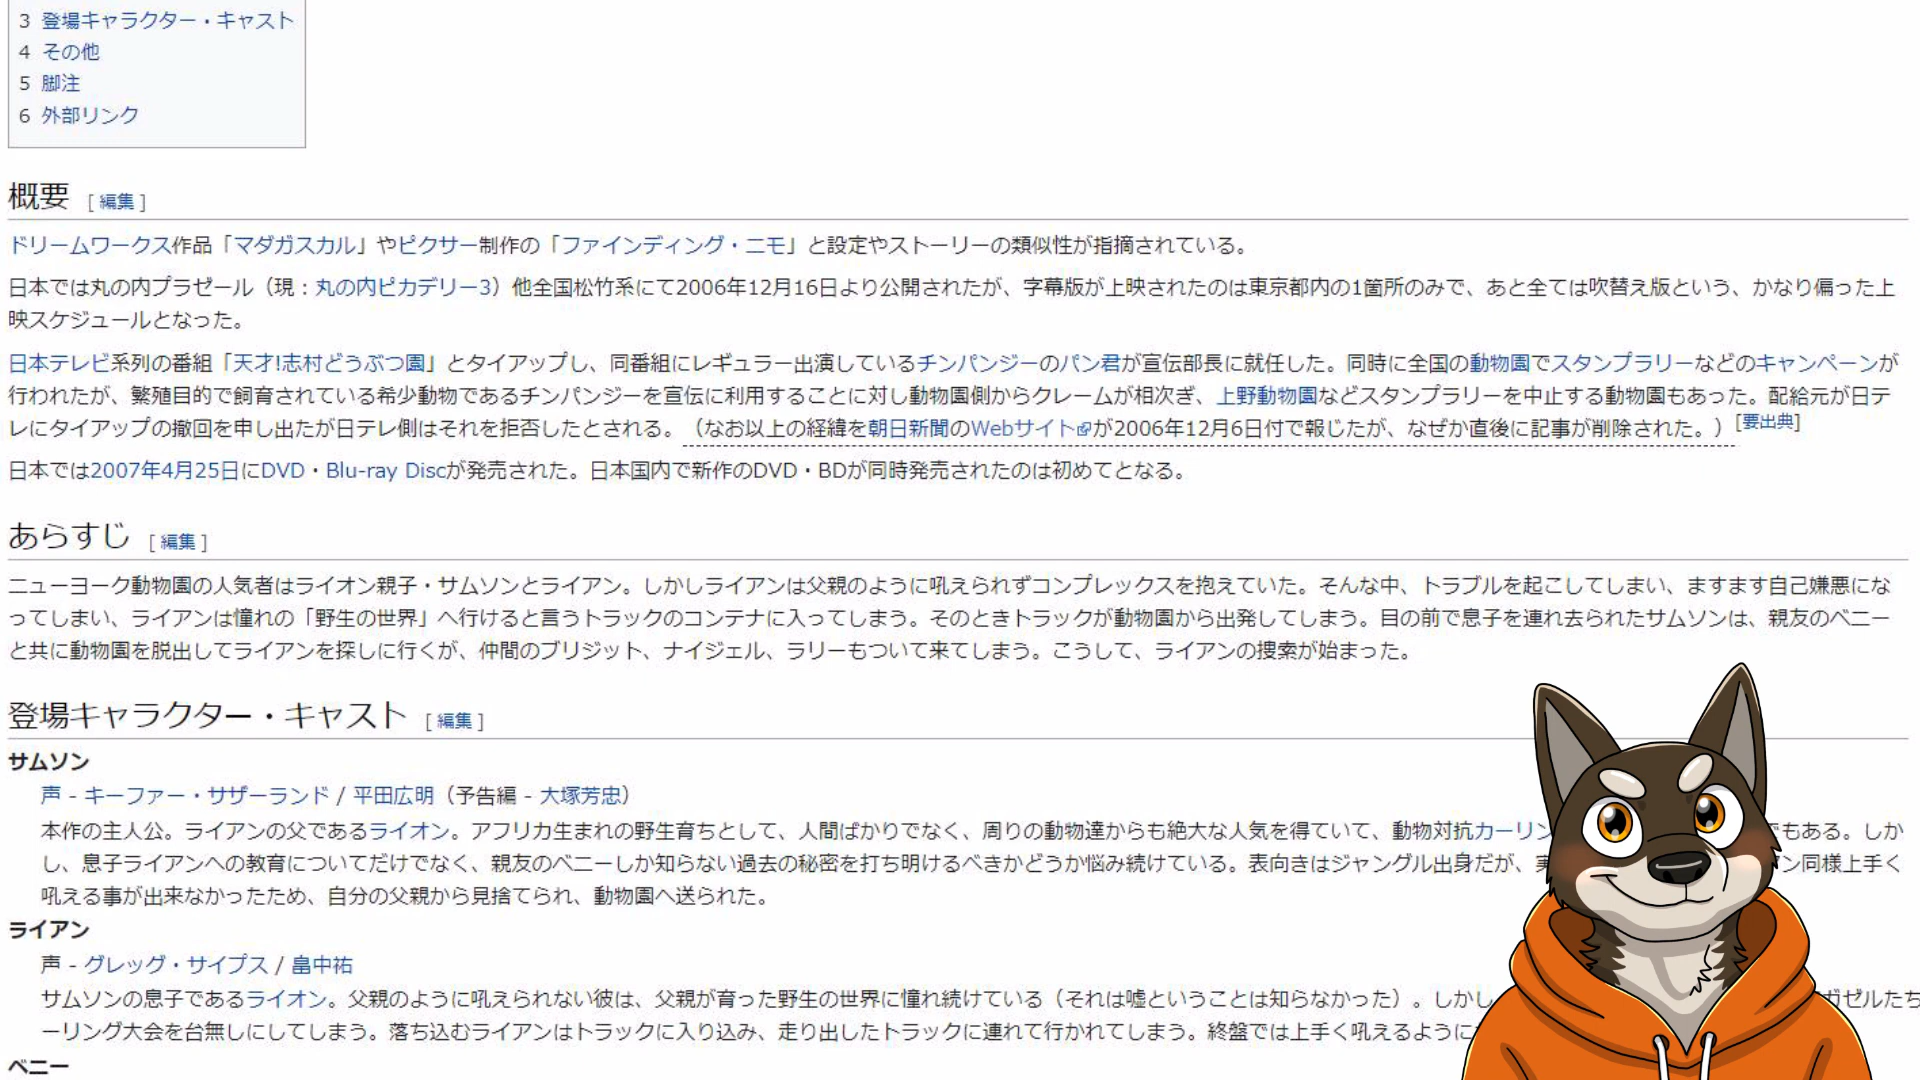 3 登場キャラクター・キャスト
4 その他
5 脚注
6 外部リンク
概要 [ 編集 ]
ドリームワークス作品「マダガスカル」やピクサー制作の「ファインディング・ニモ」と設定やストーリーの類似性が指摘されている。
日本では丸の内プラゼール（現：丸の内ピカデリー3）他全国松竹系にて2006年12月16日より公開されたが、字幕版が上映されたのは東京都内の1箇所のみで、あと全ては吹替え版という、かなり偏った上
映スケジュールとなった。
日本テレビ系列の番組「天才!志村どうぶつ園」とタイアップし、同番組にレギュラー出演しているチンパンジーのパン君が宣伝部長に就任した。同時に全国の動物園でスタンプラリーなどのキャンペーンが
行われたが、繁殖目的で飼育されている希少動物であるチンパンジーを宣伝に利用することに対し動物園側からクレームが相次ぎ、上野動物園などスタンプラリーを中止する動物園もあった。配給元が日テ
レにタイアップの撤回を申し出たが日テレ側はそれを拒否したとされる。（なお以上の経緯を朝日新聞のWebサイトが2006年12月6日付で報じたが、なぜか直後に記事が削除された。）[要出典]
日本では2007年4月25日にDVD・Blu-ray Discが発売された。日本国内で新作のDVD・BDが同時発売されたのは初めてとなる。
あらすじ [ 編集 ]
ニューヨーク動物園の人気者はライオン親子・サムソンとライアン。しかしライアンは父親のように吼えられずコンプレックスを抱えていた。そんな中、トラブルを起こしてしまい、ますます自己嫌悪にな
ってしまい、ライアンは憧れの「野生の世界」へ行けると言うトラックのコンテナに入ってしまう。そのときトラックが動物園から出発してしまう。目の前で息子を連れ去られたサムソンは、親友のベニー
と共に動物園を脱出してライアンを探しに行くが、仲間のブリジット、ナイジェル、ラリーもついて来てしまう。こうして、ライアンの捜索が始まった。
登場キャラクター・キャスト [ 編集 ]
サムソン
声 - キーファー・サザーランド / 平田広明（予告編 - 大塚芳忠）
本作の主人公。ライアンの父であるライオン。アフリカ生まれの野生育ちとして、人間ばかりでなく、周りの動物達からも絶大な人気を得ていて、動物対抗カーリン もある。しか
し、息子ライアンへの教育についてだけでなく、親友のベニーしか知らない過去の秘密を打ち明けるべきかどうか悩み続けている。表向きはジャングル出身だが、 ン同様上手く
吼える事が出来なかったため、自分の父親から見捨てられ、動物園へ送られた。
ライアン
声 - グレッグ・サイプス / 畠中祐
サムソンの息子であるライオン。父親のように吼えられない彼は、父親が育った野生の世界に憧れ続けている（それは嘘ということは知らなかった）。しかし ガゼルたち
ーリング大会を台無しにしてしまう。落ち込むライアンはトラックに入り込み、走り出したトラックに連れて行かれてしまう。終盤では上手く吼えるように
ベニー